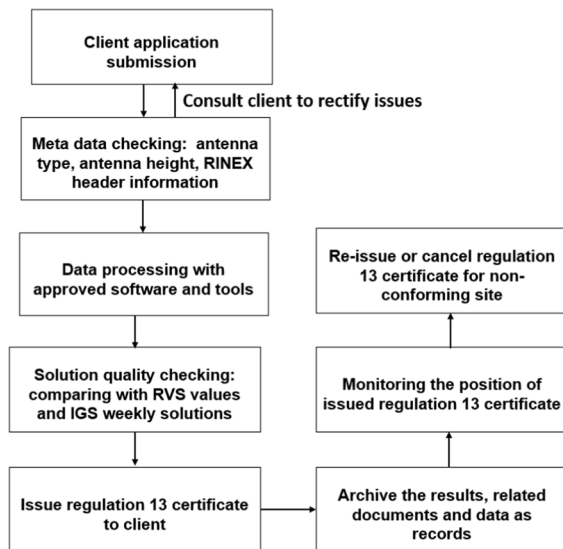 Client application
submission
Consult client to rectify issues
Meta data checking:  antenna
type, antenna height, RINEX
header information
Data processing with
approved software and tools
Solution quality checking:
comparing with RVS values
and IGS weekly solutions
Issue regulation 13 certificate
to client
Archive the results, related
documents and data as
records
Monitoring the position of
issued regulation 13 certificate
Re-issue or cancel regulation
13 certificate for non-
conforming site